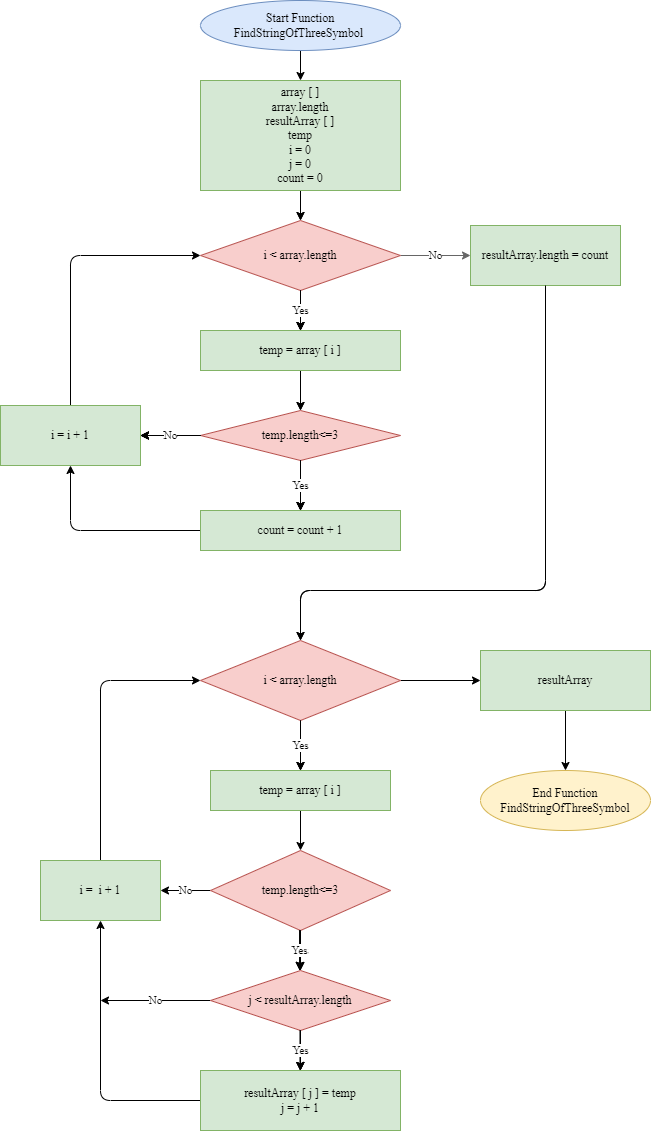 Start Function
FindStringOfThreeSymbol
array [ ]
array.length
resultArray [ ]
temp
i = 0
j = 0
count = 0
i < array.length
No
resultArray.length = count
Yes
temp = array [ i ]
i = i + 1
No
temp.length<=3
Yes
count = count + 1
i < array.length
resultArray
Yes
temp = array [ i ]
End Function
FindStringOfThreeSymbol
i =  i + 1
No
temp.length<=3
Yes
No
j < resultArray.length
Yes
resultArray [ j ] = temp
j = j + 1